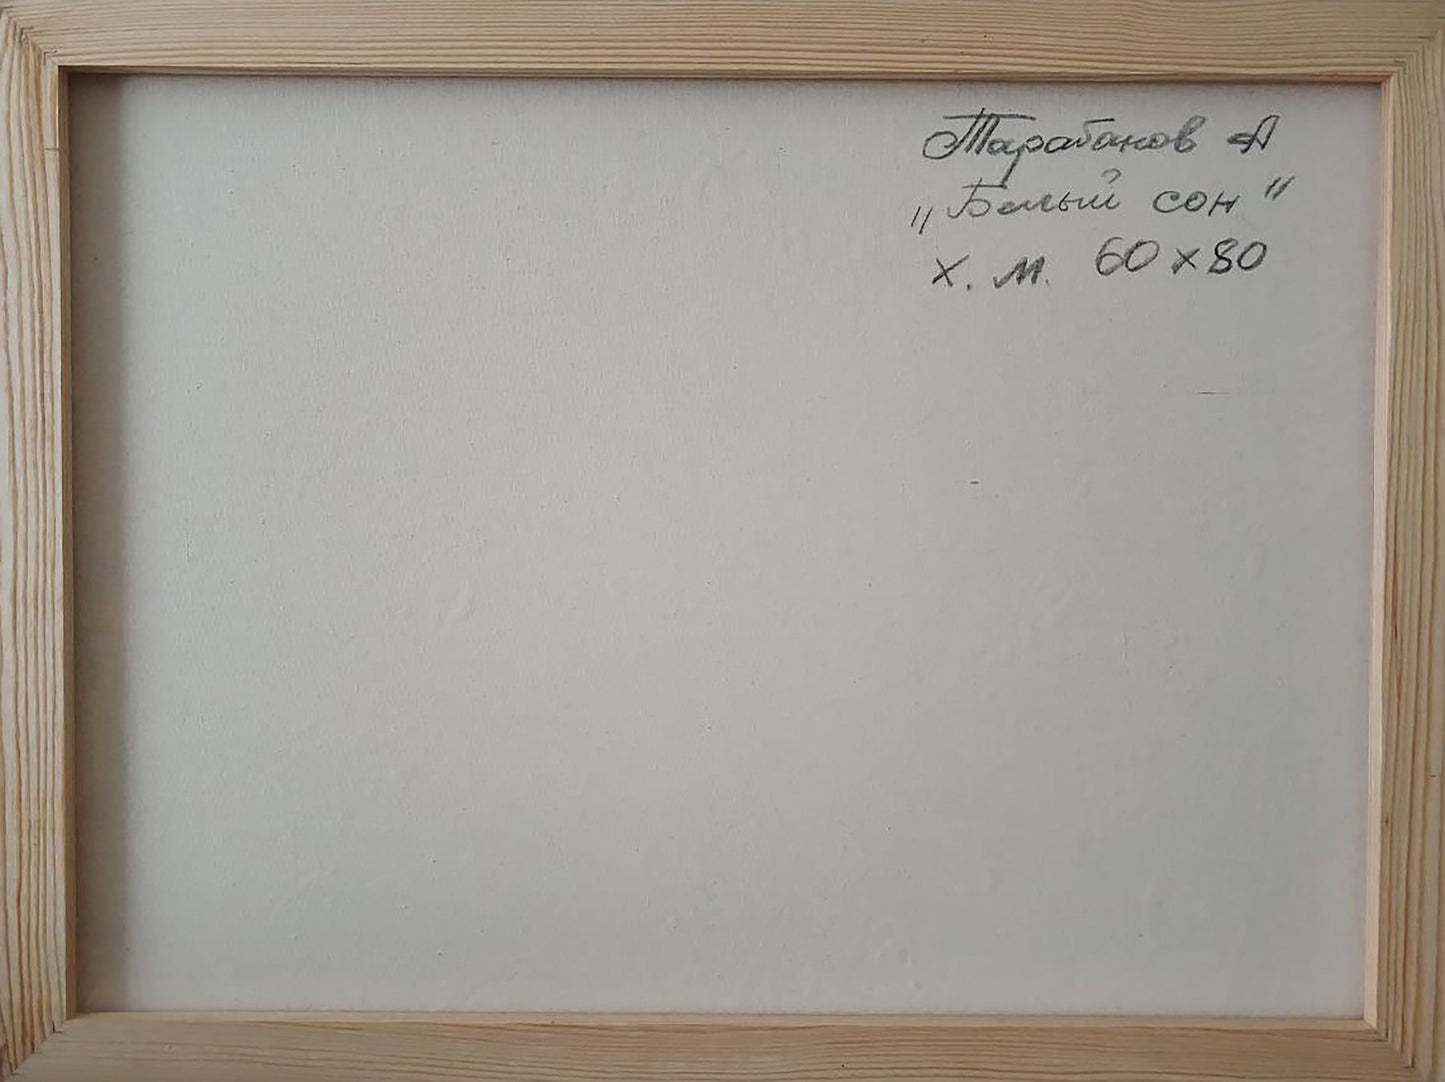 Тарабанов А
„Белый сон"
х. м. 60 х 80